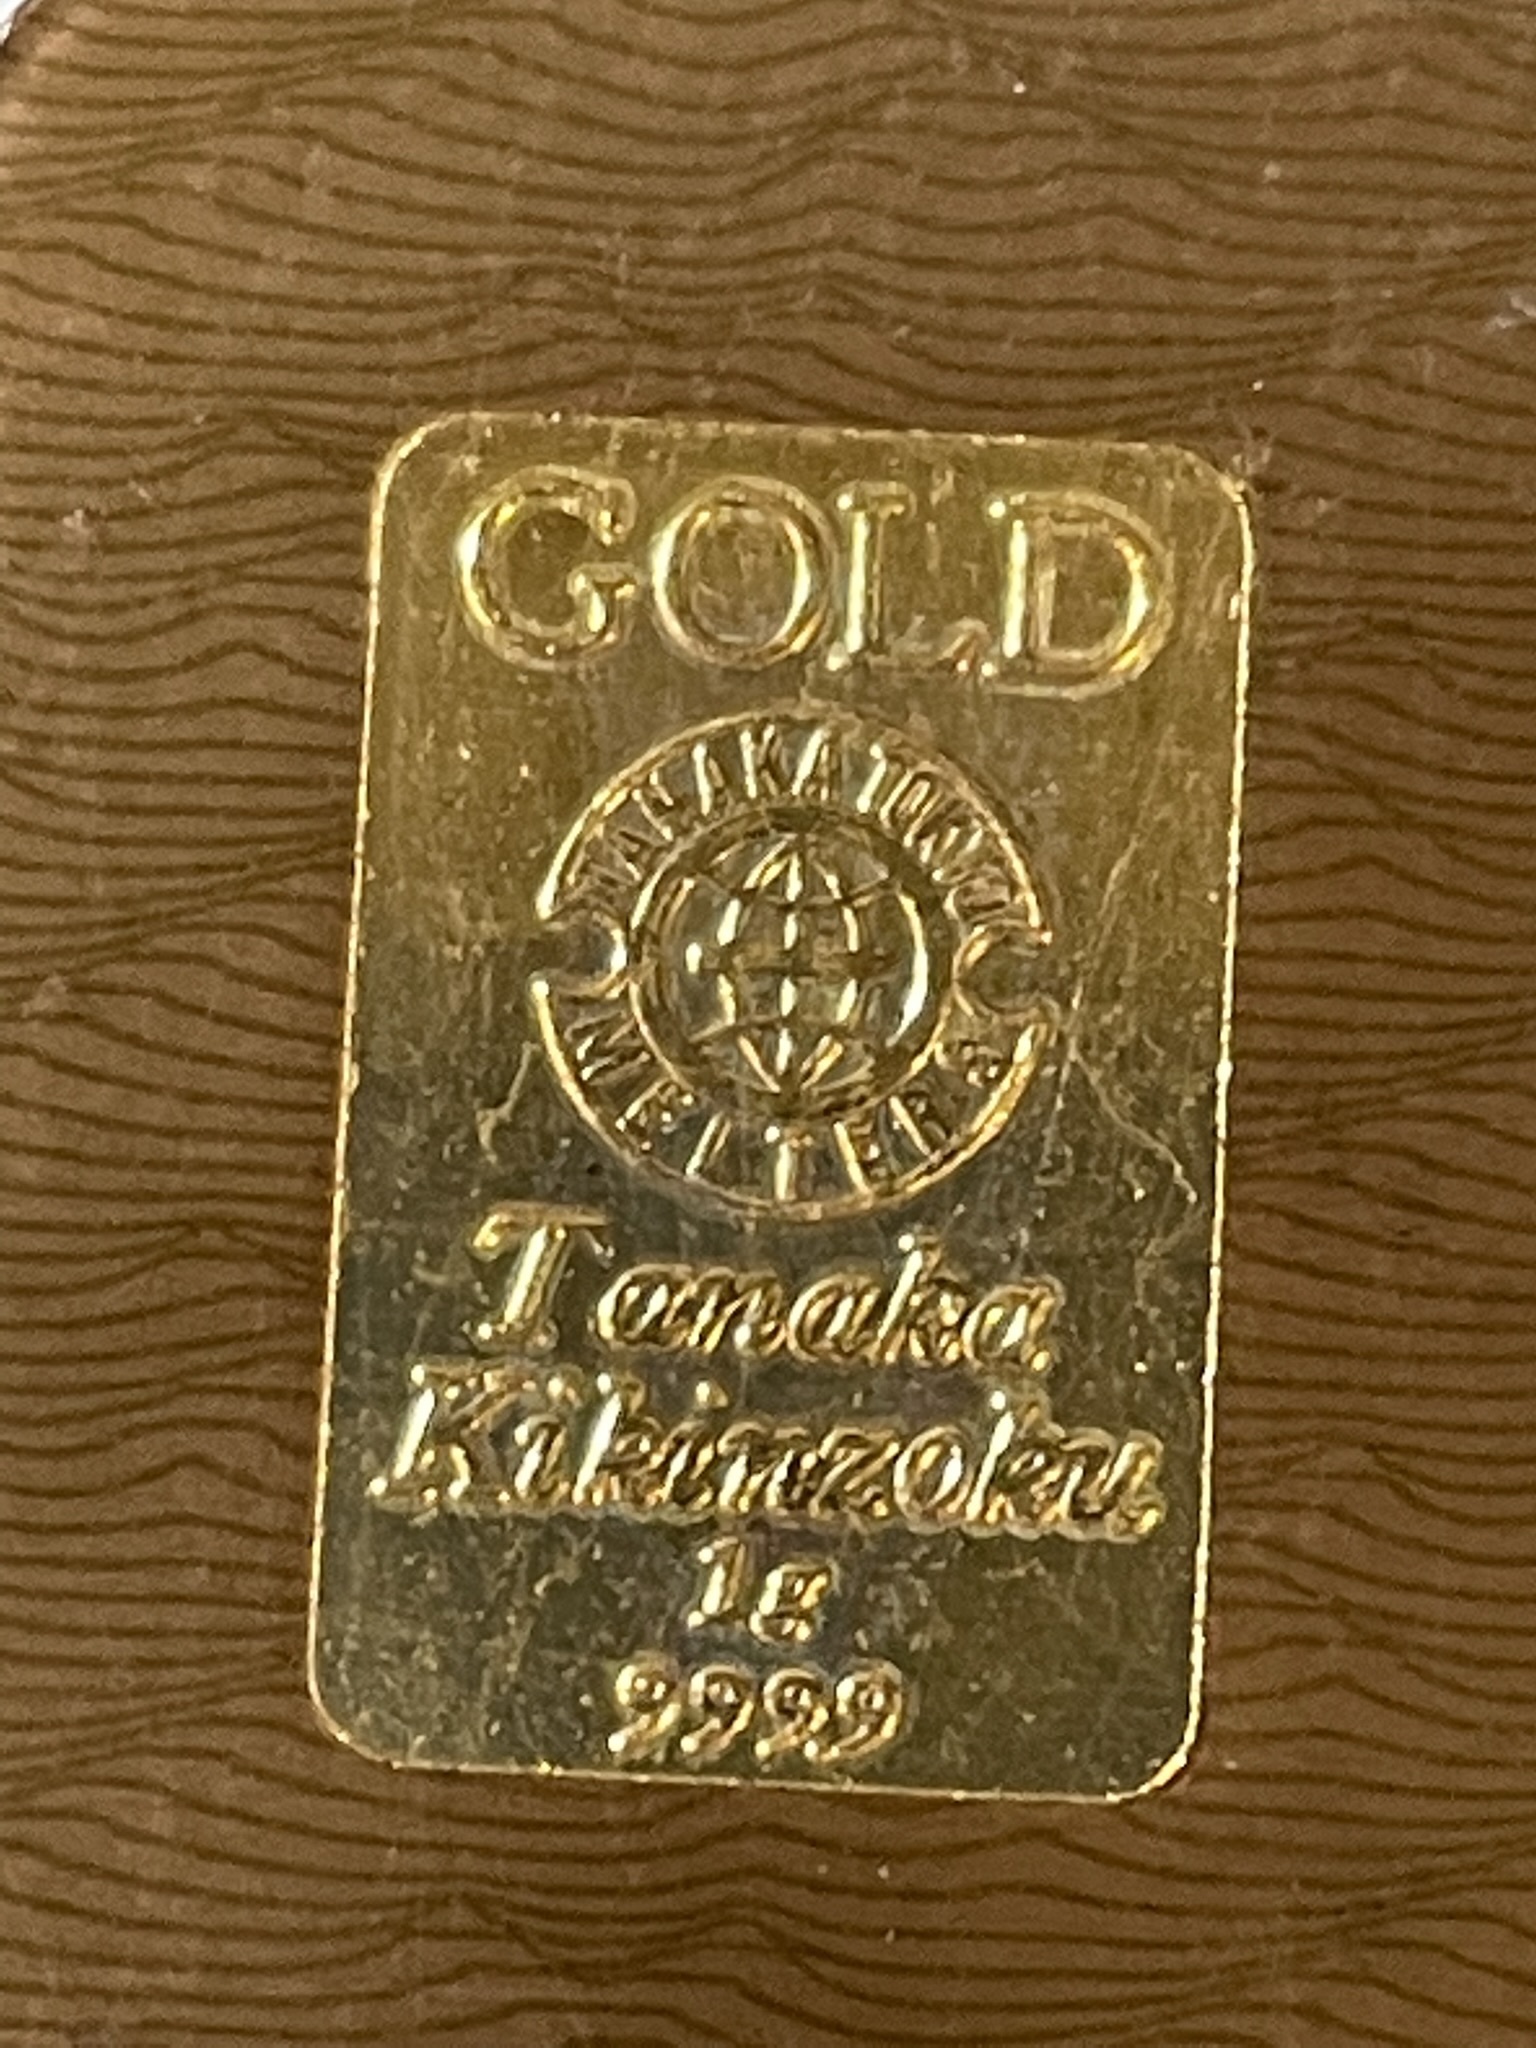 GOLD
TANAKA TOKYO
MELTERS
Tanaka
Kikinzoku
1g
9999